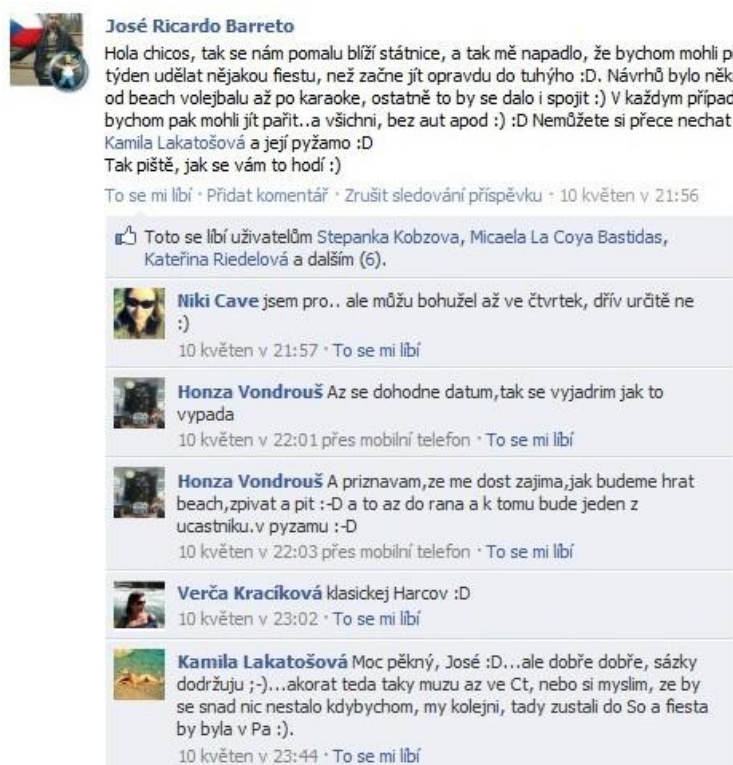 José Ricardo Barreto
Hola chicos, tak se nám pomalu blíží státnice, a tak mě napadlo, že bychom mohli
týden udělat nějakou fiestu, než začne jít opravdu do tuhýho :D. Návrhů bylo
od beach volejbalu až po karaoke, ostatně to by se dalo i spojit :) V každym
bychom pak mohli jít pařit..a všichni, bez aut apod :) :D Nemůžete si přece nechat
Kamila Lakatošová a její pyžamo :D
Tak piště, jak se vám to hodí :)
To se mi líbí · Přidat komentář · Zrušit sledování příspěvku · 10 květen v 21:56
Toto se líbí uživatelům Stepanka Kobzova, Micaela La Coya Bastidas,
Kateřina Riedelová a dalším (6).
Niki Cave jsem pro.. ale můžu bohužel až ve čtvrtek, dřív určitě ne
:)
10 květen v 21:57 · To se mi líbí
Honza Vondrouš Az se dohodne datum,tak se vyjadrim jak to
vypada
10 květen v 22:01 přes mobilní telefon · To se mi líbí
Honza Vondrouš A priznavam,ze me dost zajima,jak budeme hrat
beach,zpivat a pit :-D a to az do rana a k tomu bude jeden z
ucastniku.v pyzamu :-D
10 květen v 22:03 přes mobilní telefon · To se mi líbí
Verča Kracíková klasickej Harcov :D
10 květen v 23:02 · To se mi líbí
Kamila Lakatošová Moc pěkný, José :D...ale dobře dobře, sázky
dodržuju ;-)...akorat teda taky muzu az ve Ct, nebo si myslim, ze by
se snad nic nestalo kdybychom, my kolejni, tady zustali do So a fiesta
by byla v Pa :).
10 květen v 23:44 · To se mi líbí